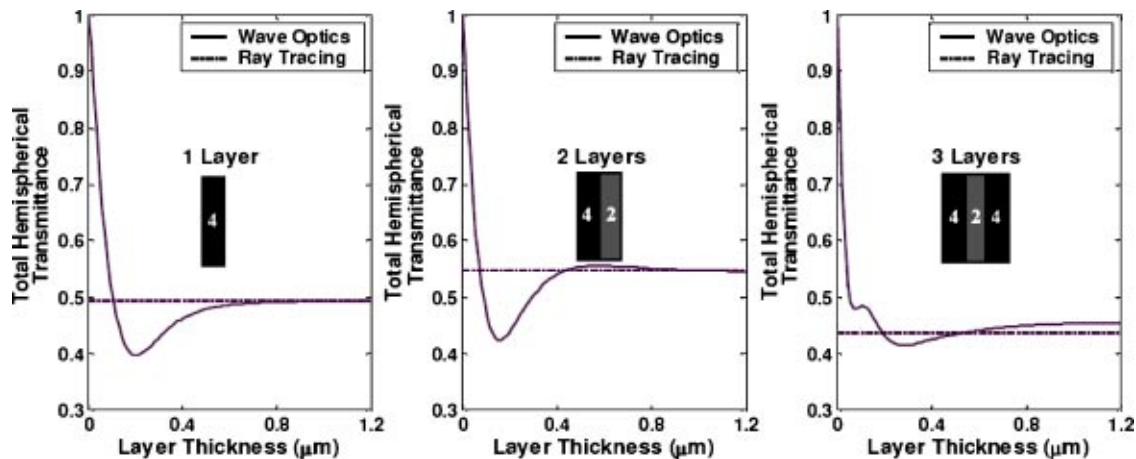 Total Hemispherical
Transmittance
1
0.9
0.8
0.7
0.6
0.5
0.4
0.3
Wave Optics
Ray Tracing
1 Layer
4
0
0.4
0.8
1.2
Layer Thickness (μm)
Total Hemispherical
Transmittance
1
0.9
0.8
0.7
0.6
0.5
0.4
0.3
Wave Optics
Ray Tracing
2 Layers
4 2
0
0.4
0.8
1.2
Layer Thickness (μm)
Total Hemispherical
Transmittance
1
0.9
0.8
0.7
0.6
0.5
0.4
0.3
Wave Optics
Ray Tracing
3 Layers
4 2 4
0
0.4
0.8
1.2
Layer Thickness (μm)